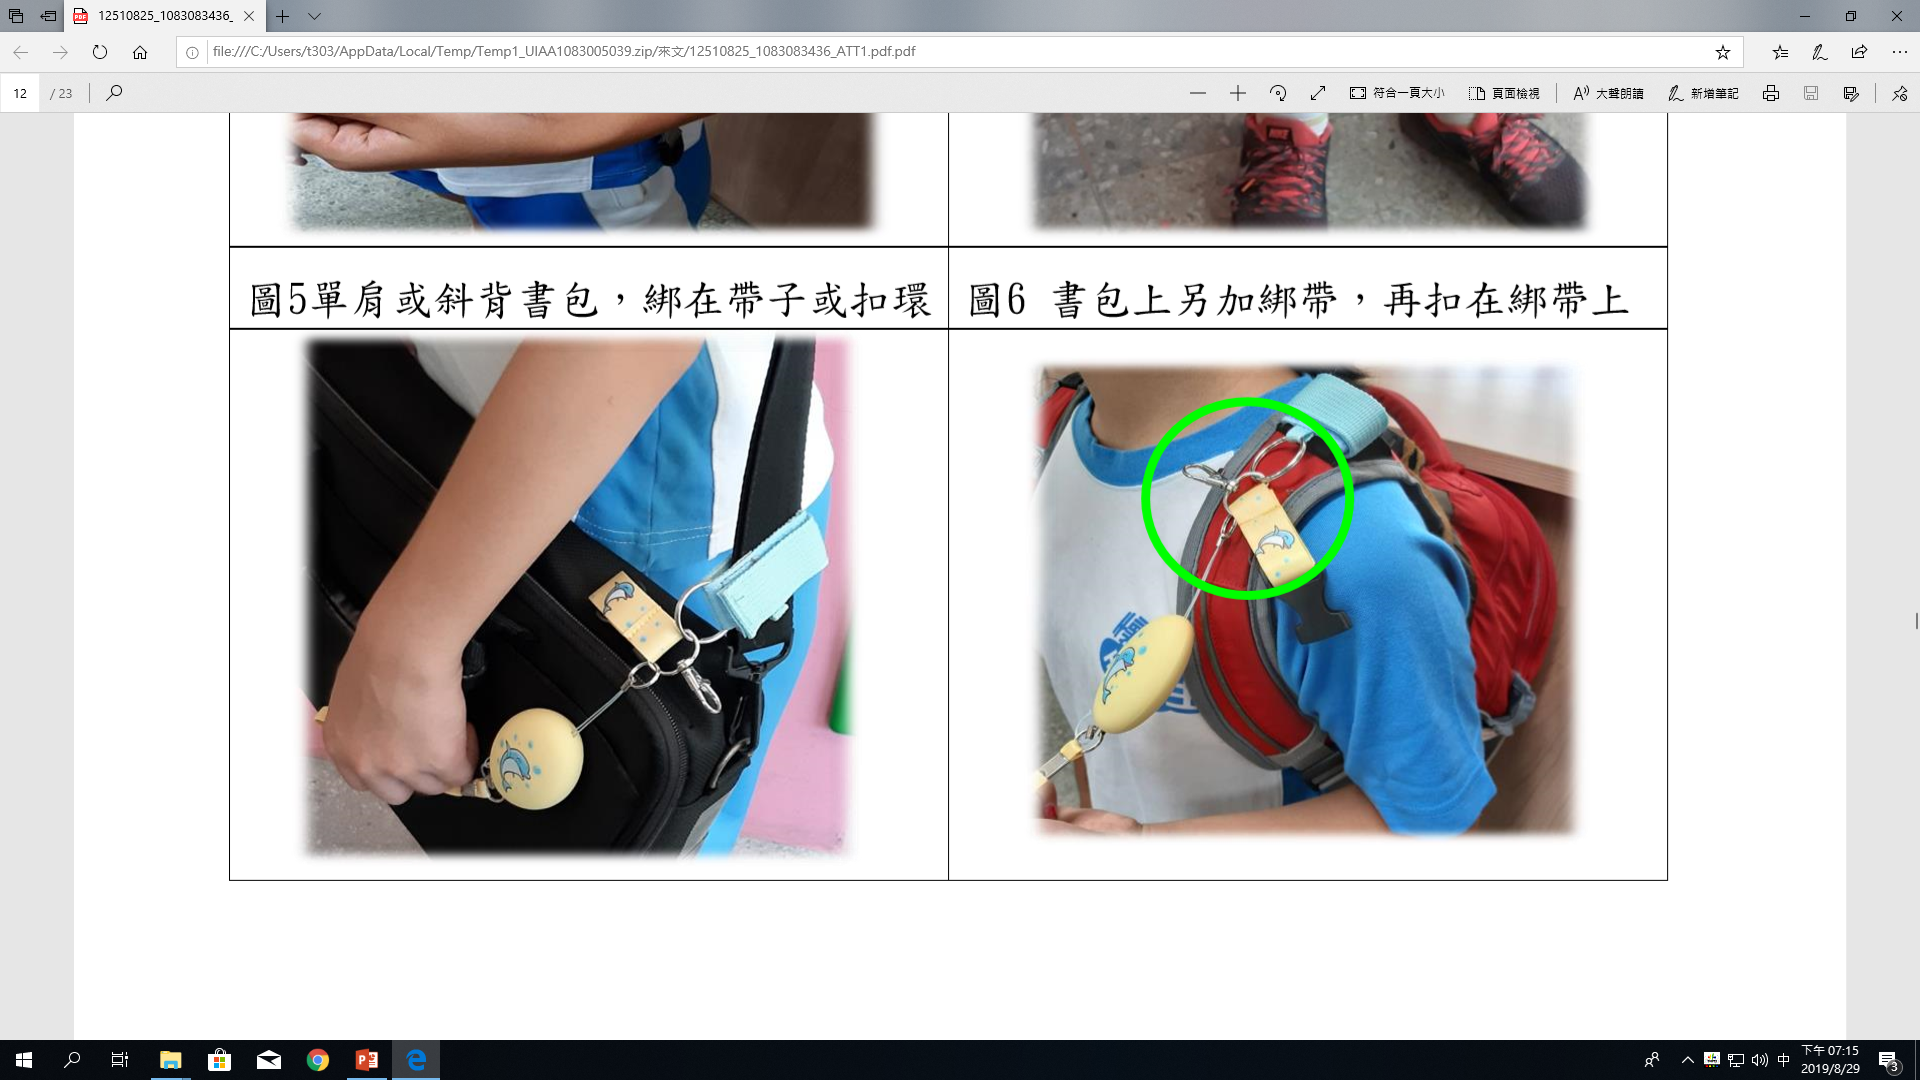 12510825_1083083436_
file:///C:/Users/t303/AppData/Local/Temp/Temp1_UIAA1083005039.zip/來文/12510825_1083083436_ATT1.pdf.pdf
12 / 23
符合一頁大小
頁面檢視
大聲朗讀
新增筆記
圖5單肩或斜背書包，綁在帶子或扣環
圖6 書包上另加綁帶，再扣在綁帶上
中
下午 07:15
2019/8/29
3